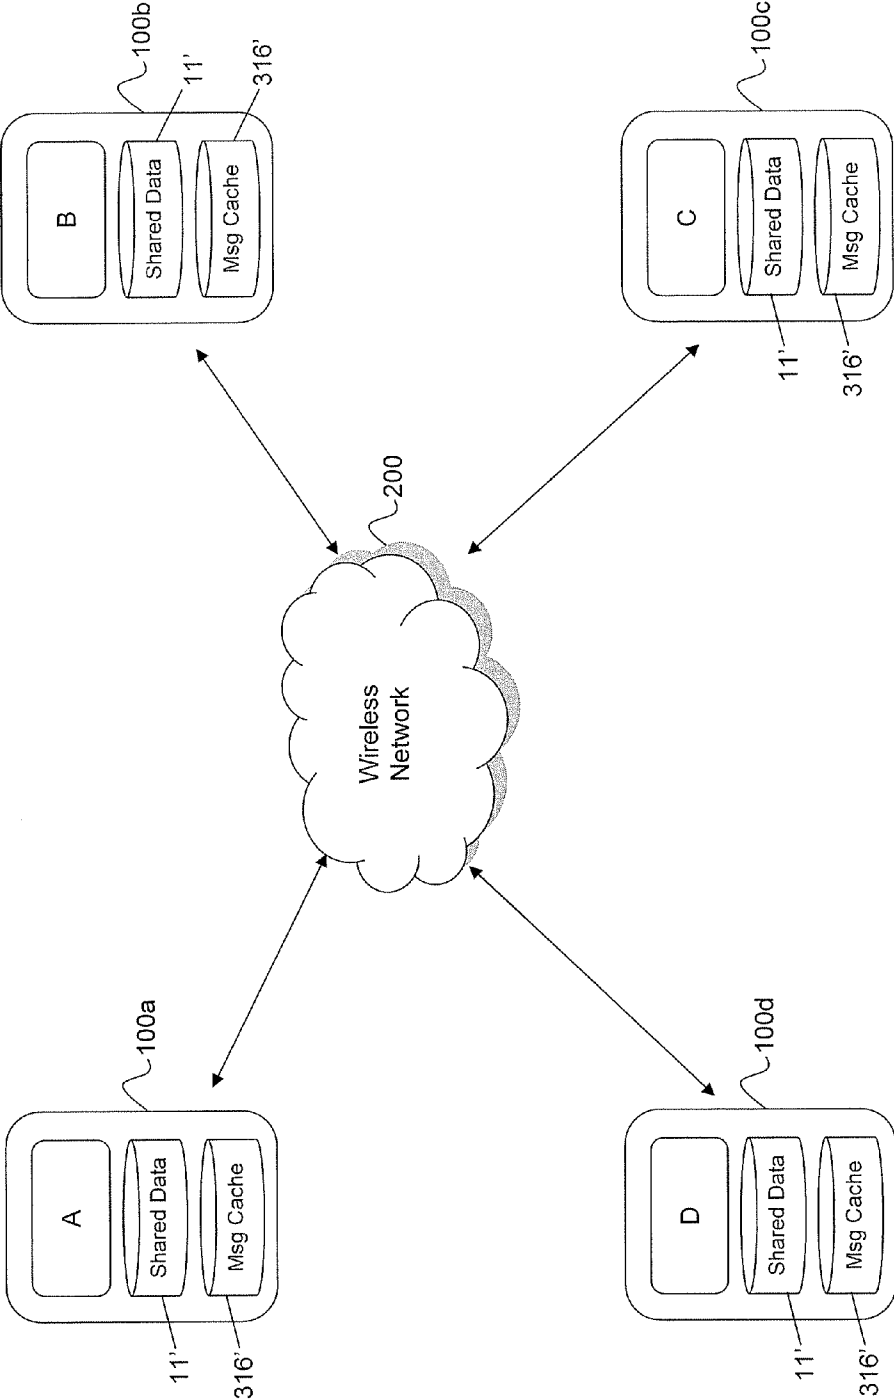 100a
A
Shared Data
Msg Cache
11'
316'
100b
B
Shared Data
Msg Cache
11'
316'
Wireless
Network
200
100d
D
Shared Data
Msg Cache
11'
316'
100c
C
Shared Data
Msg Cache
11'
316'